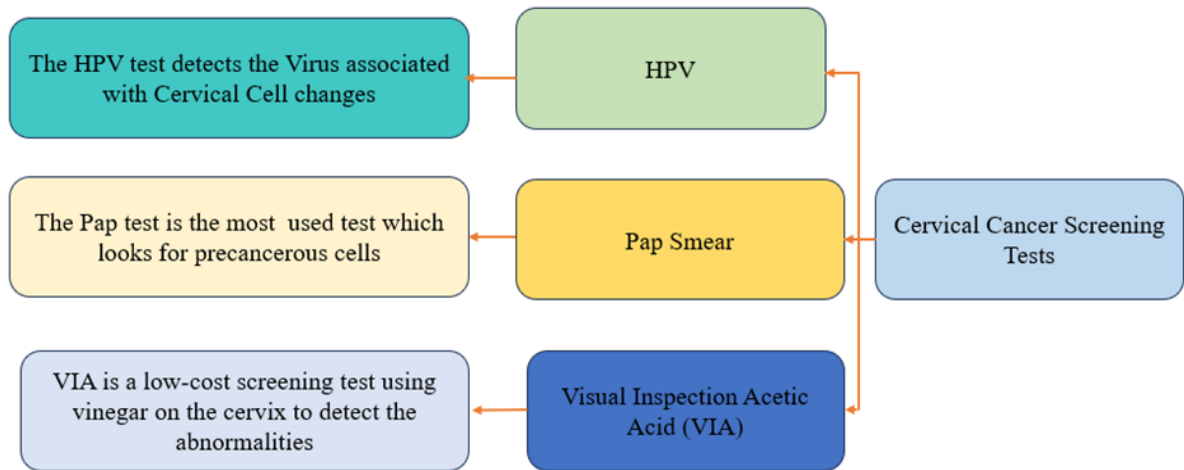 The HPV test detects the Virus associated
with Cervical Cell changes
HPV
The Pap test is the most used test which
looks for precancerous cells
Pap Smear
Cervical Cancer Screening
Tests
VIA is a low-cost screening test using
vinegar on the cervix to detect the
abnormalities
Visual Inspection Acetic
Acid (VIA)